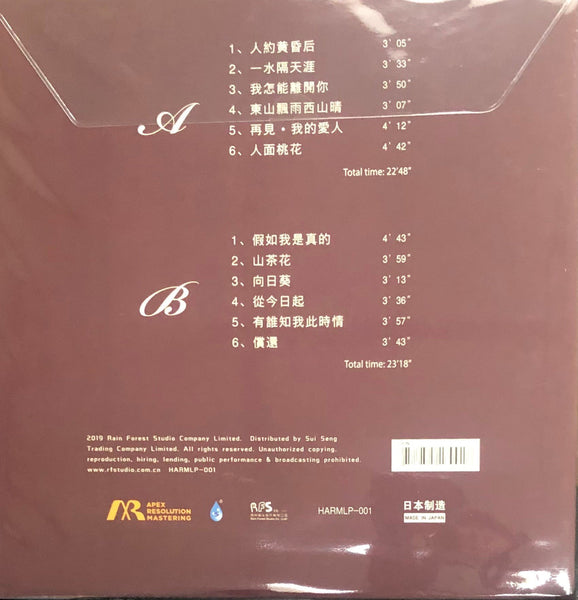 A
1、人約黃昏后 3' 05"
2、一水隔天涯 3' 33"
3、我怎能離開你 3' 50"
4、東山飄雨西山晴 3' 07"
5、再見・我的愛人 4' 12"
6、人面桃花 4' 42"
Total time: 22'48"
B
1、假如我是真的 4' 43"
2、山茶花 3' 59"
3、向日葵 3' 13"
4、從今日起 3' 36"
5、有誰知我此時情 3' 57"
6、償還 3' 43"
Total time: 23'18"
2019 Rain Forest Studio Company Limited. Distributed by Sui Seng
Trading Company Limited. All rights reserved. Unauthorized copying,
reproduction, hiring, lending, public performance & broadcasting prohibited.
www.rfstudio.com.cn HARMLP-001
AR APEX
RESOLUTION
MASTERING
RFS
Rain Forest Studio Co., Ltd
HARMLP-001
日本制造
MADE IN JAPAN